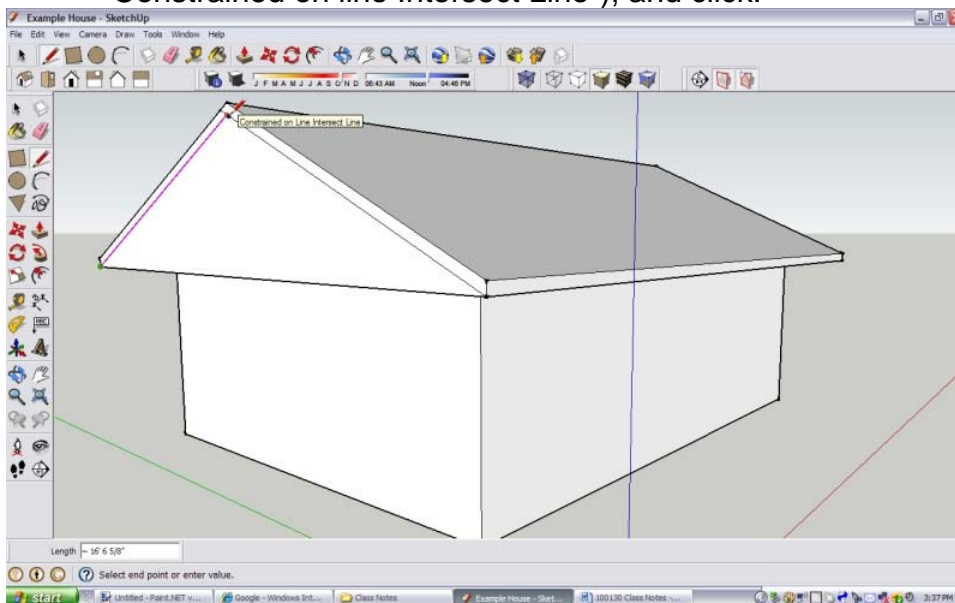 Constrained on line Intersect Line"), and click.
Example House - SketchUp
File Edit View Camera Draw Tools Window Help
J F M A M J J A S O N D 06:43 AM Noon 04:46 PM
Constrained on Line Intersect Line
ABC
Length ~ 16' 6 5/8"
Select end point or enter value.
start Untitled - Paint.NET v... Google - Windows Int... Class Notes Example House - Sket... 100130 Class Notes -... 3:37 PM